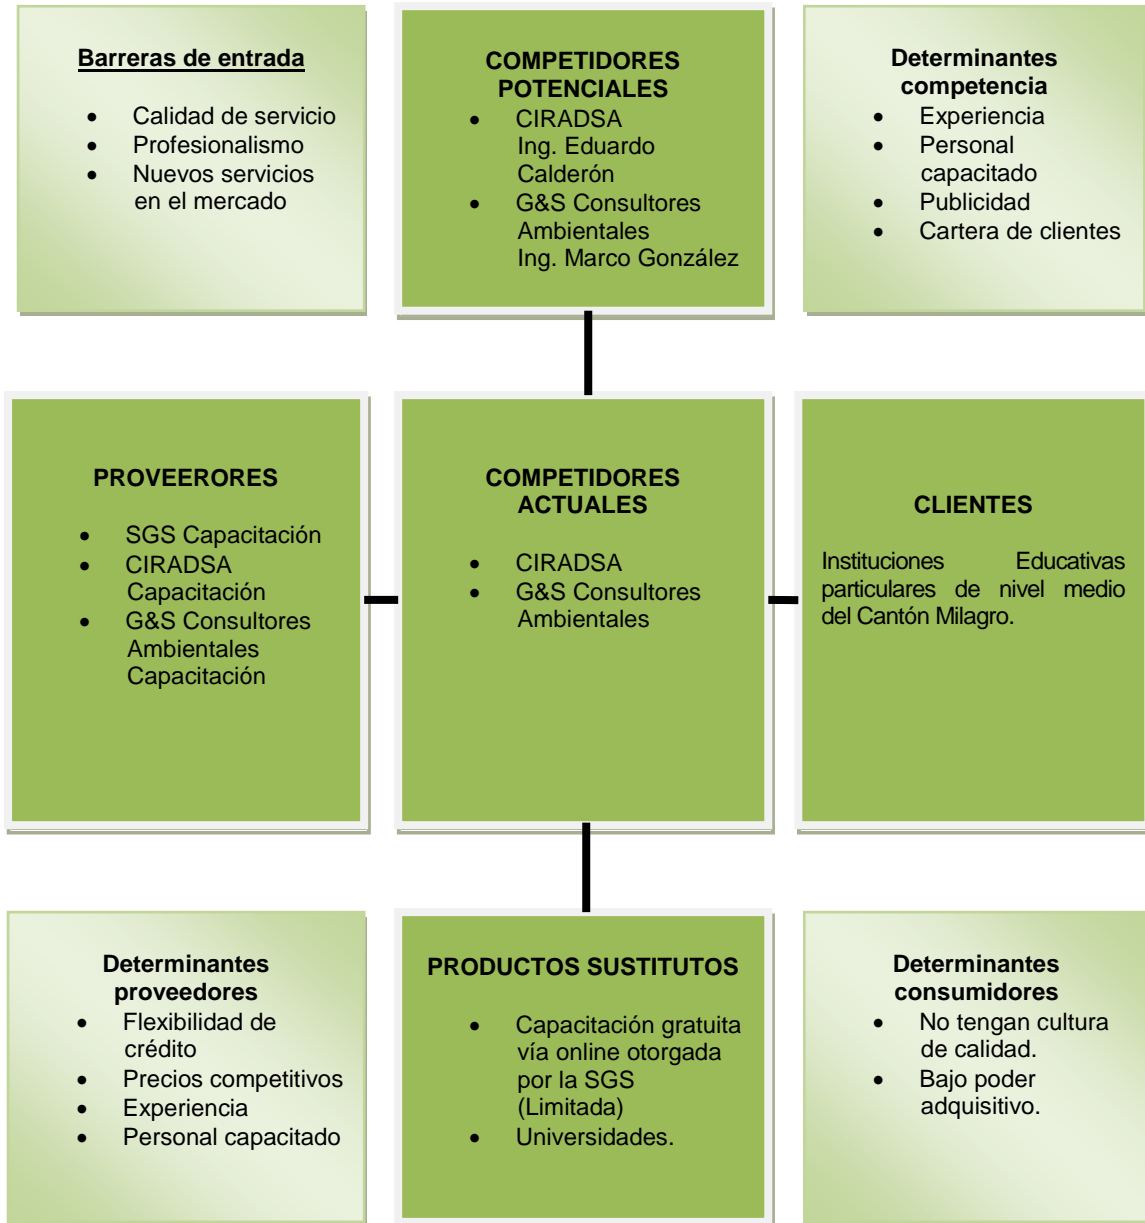 Barreras de entrada
• Calidad de servicio
• Profesionalismo
• Nuevos servicios
en el mercado
COMPETIDORES
POTENCIALES
• CIRADSA
Ing. Eduardo
Calderón
• G&S Consultores
Ambientales
Ing. Marco González
Determinantes
competencia
• Experiencia
• Personal
capacitado
• Publicidad
• Cartera de clientes
PROVEERORES
• SGS Capacitación
• CIRADSA
Capacitación
• G&S Consultores
Ambientales
Capacitación
COMPETIDORES
ACTUALES
• CIRADSA
• G&S Consultores
Ambientales
CLIENTES
Instituciones Educativas
particulares de nivel medio
del Cantón Milagro.
Determinantes
proveedores
• Flexibilidad de
crédito
• Precios competitivos
• Experiencia
• Personal capacitado
PRODUCTOS SUSTITUTOS
• Capacitación gratuita
vía online otorgada
por la SGS
(Limitada)
• Universidades.
Determinantes
consumidores
• No tengan cultura
de calidad.
• Bajo poder
adquisitivo.